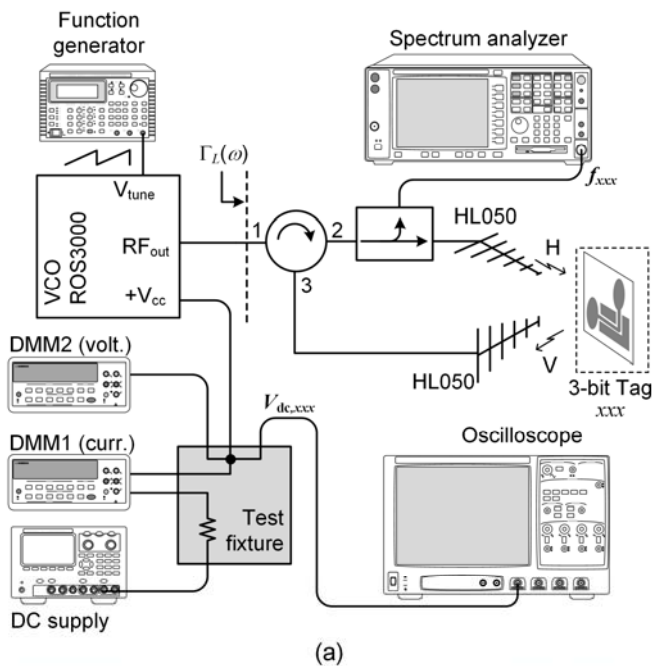 Function
generator
Spectrum analyzer
Γ_L(ω)
f_xxx
V_tune
1
2
HL050
H
VCO
ROS3000
RF_out
3
+V_cc
DMM2 (volt.)
HL050
V
3-bit Tag
xxx
V_dc,xxx
DMM1 (curr.)
Oscilloscope
Test
fixture
DC supply
(a)